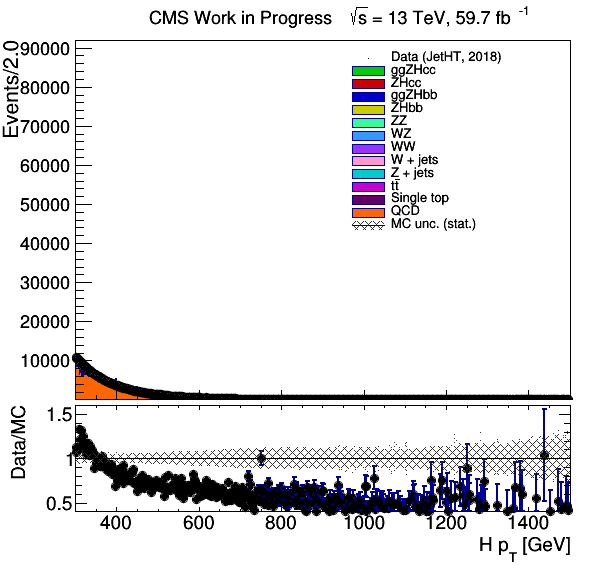 CMS Work in Progress √s = 13 TeV, 59.7 fb -1
Events/2.0
90000
80000
70000
60000
50000
40000
30000
20000
10000
Data (JetHT, 2018)
ggZHcc
ZHcc
ggZHbb
ZHbb
ZZ
WZ
WW
W + jets
Z + jets
tt̄
Single top
QCD
MC unc. (stat.)
Data/MC
1.5
1
0.5
400 600 800 1000 1200 1400
H pT [GeV]